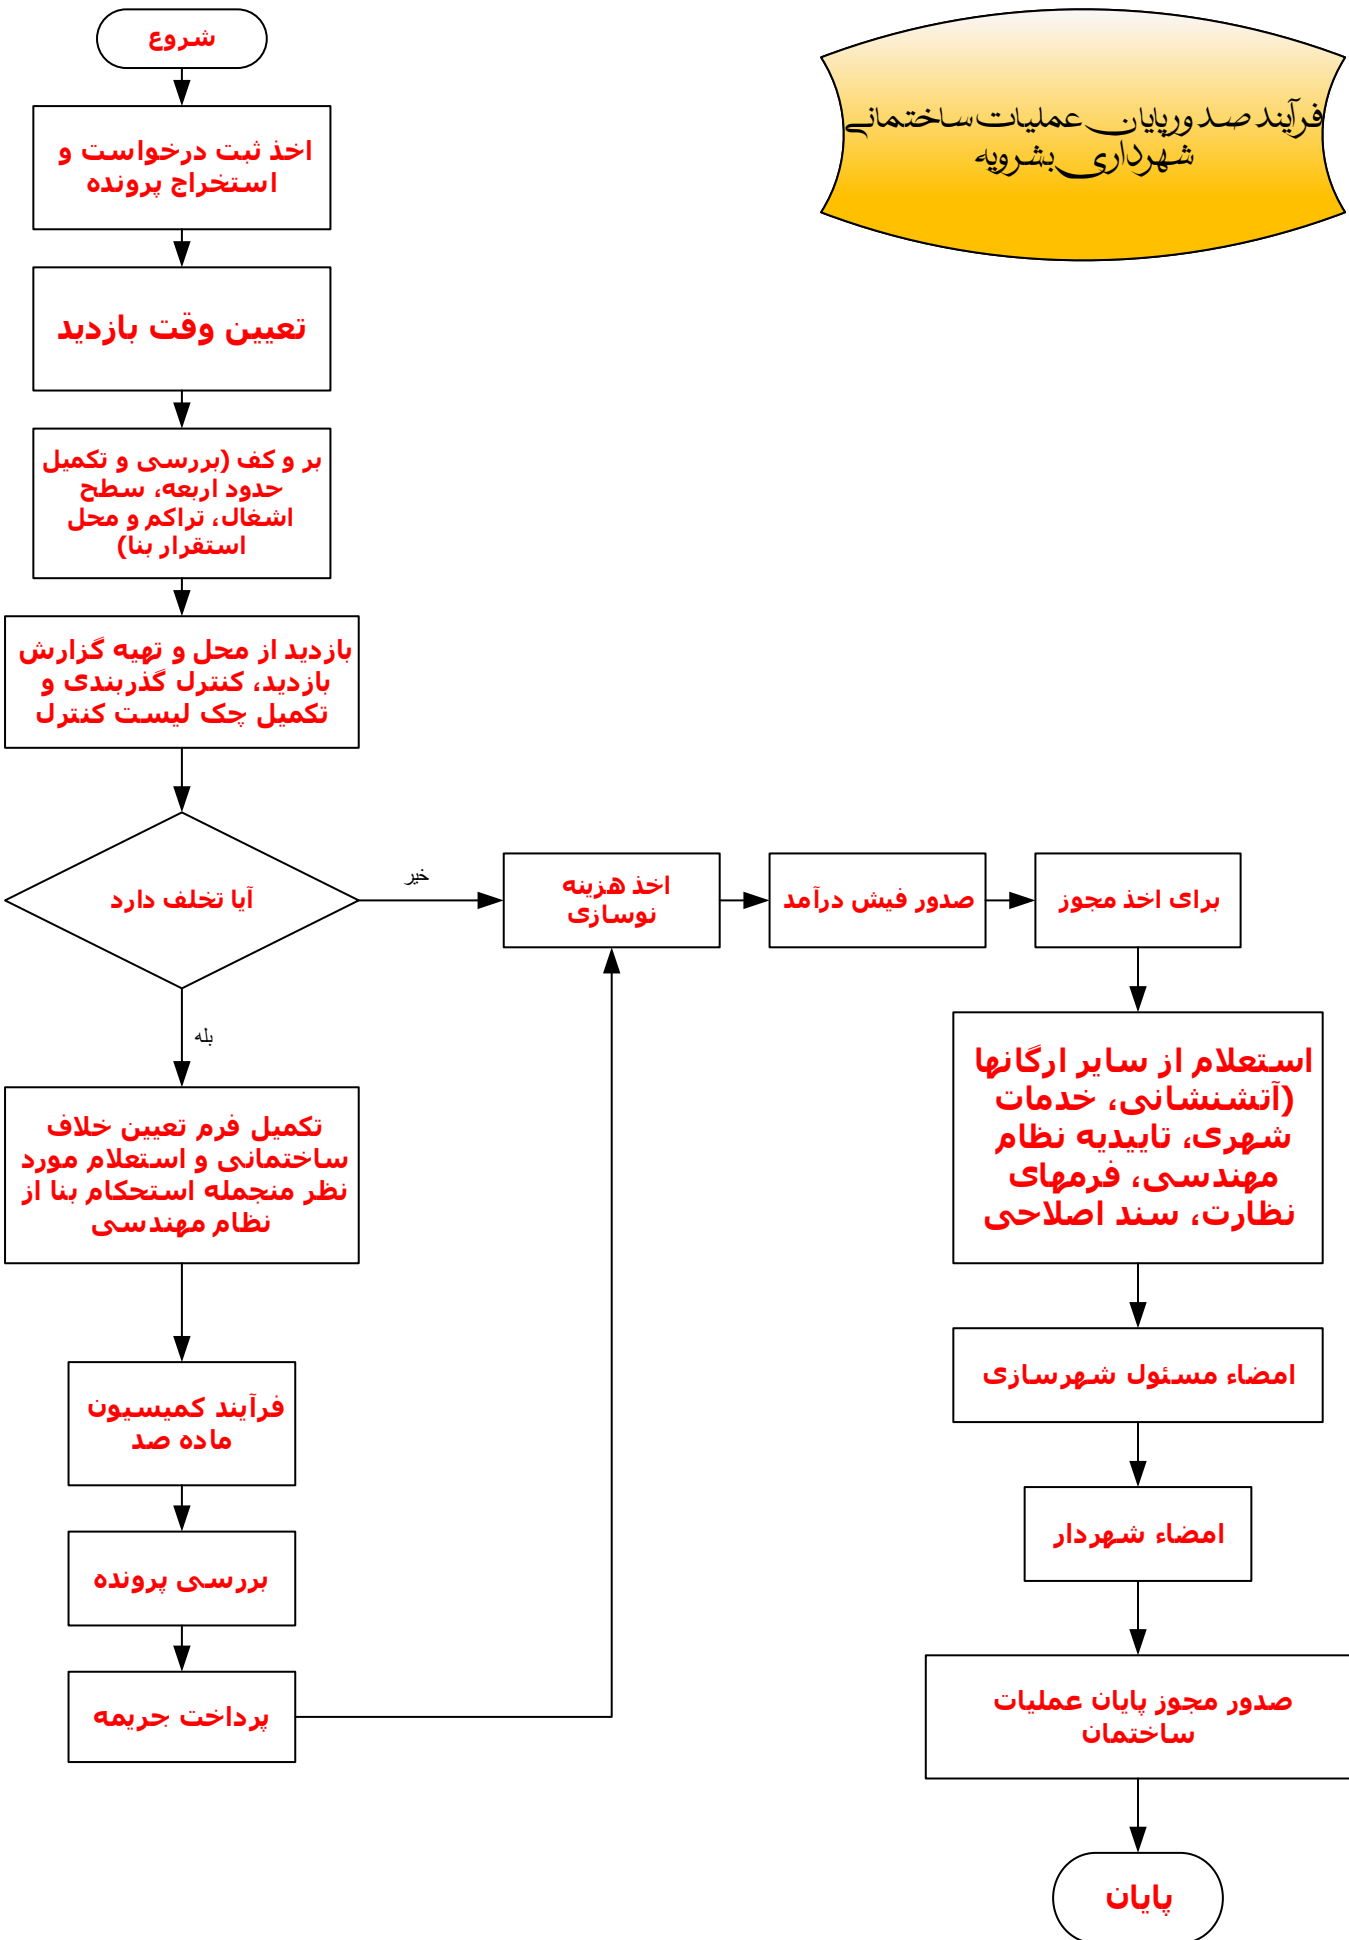 فرآیند صدورپایان عملیات ساختمانی
شهرداری بشرویه
شروع
اخذ ثبت درخواست و
استخراج پرونده
تعیین وقت بازدید
بر و کف (بررسی و تکمیل
حدود اربعه، سطح
اشغال، تراکم و محل
استقرار بنا)
بازدید از محل و تهیه گزارش
بازدید، کنترل گذربندی و
تکمیل چک لیست کنترل
آیا تخلف دارد
خیر
بله
تکمیل فرم تعیین خلاف
ساختمانی و استعلام مورد
نظر منجمله استحکام بنا از
نظام مهندسی
فرآیند کمیسیون
ماده صد
بررسی پرونده
پرداخت جریمه
اخذ هزینه
نوسازی
صدور فیش درآمد
برای اخذ مجوز
استعلام از سایر ارگانها
(آتشنشانی، خدمات
شهری، تاییدیه نظام
مهندسی، فرمهای
نظارت، سند اصلاحی
امضاء مسئول شهرسازی
امضاء شهردار
صدور مجوز پایان عملیات
ساختمان
پایان